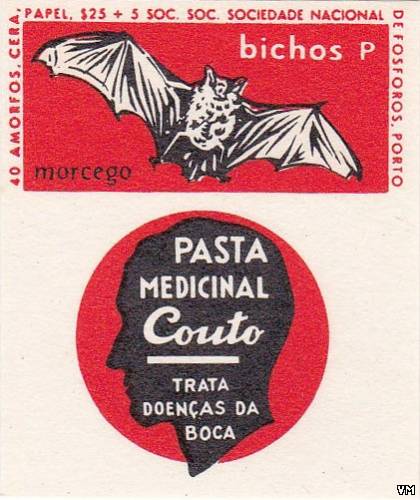 40 AMORFOS, CERA,
PAPEL, $25 + 5 SOC. SOC. SOCIEDADE NACIONAL
DE FOSFOROS, PORTO
bichos P
morcego
PASTA
MEDICINAL
Couto
TRATA
DOENÇAS DA
BOCA
VM